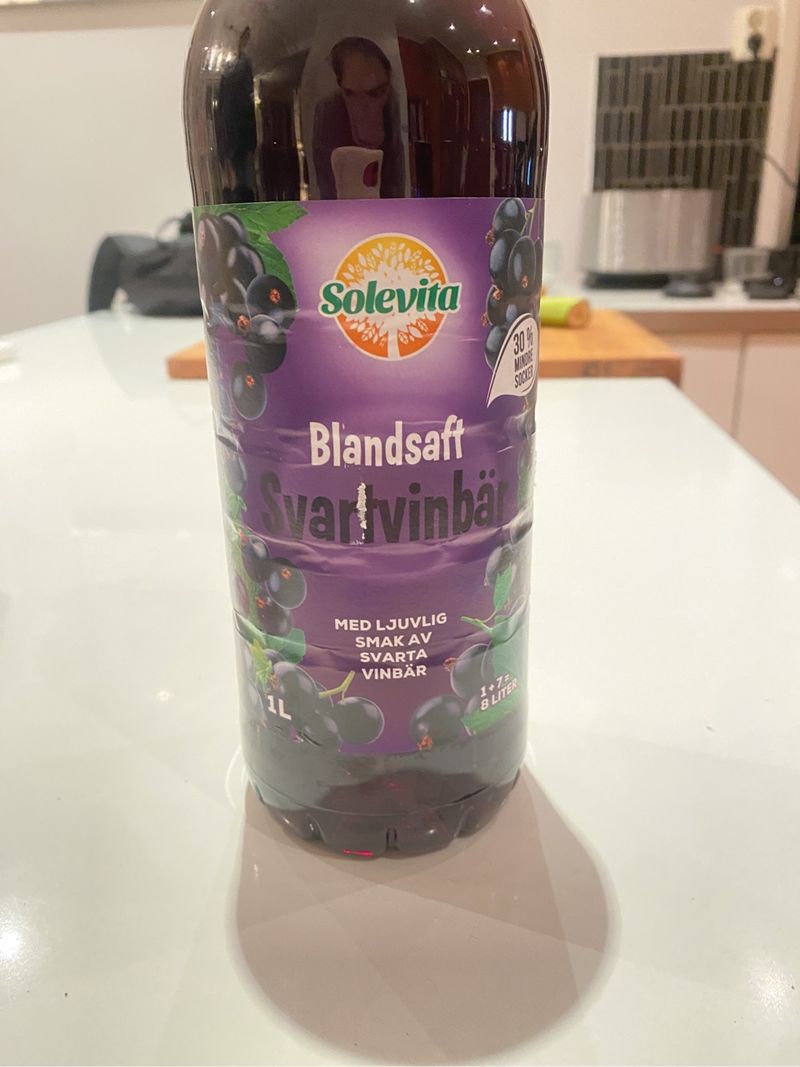 Solevita
30 %
MINDRE
SOCKER
Blandsaft
Svartvinbär
MED LJUVLIG
SMAK AV
SVARTA
VINBÄR
1L
1 + 7 =
8 LITER